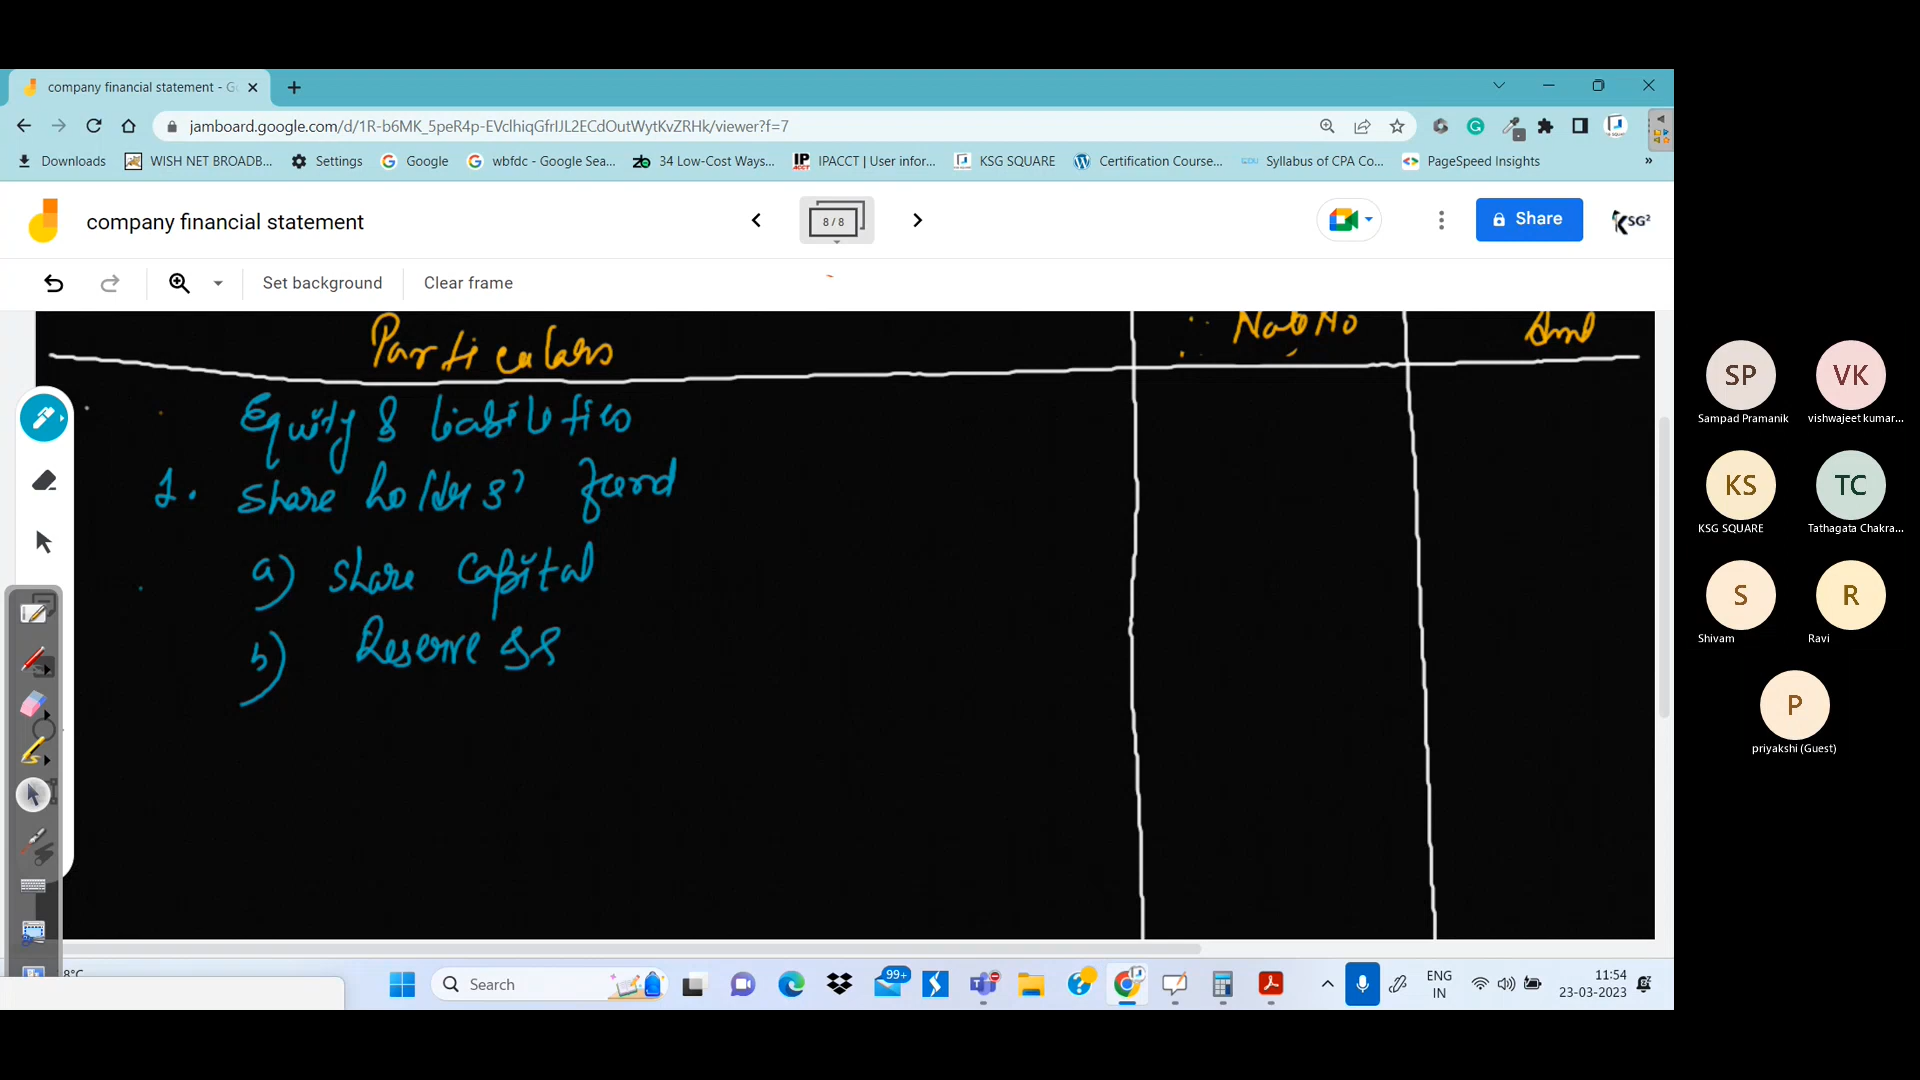 company financial statement - G
jamboard.google.com/d/1R-b6MK_5peR4p-EVclhiqGfrIJL2ECdOutWytKvZRHk/viewer?f=7
Downloads WISH NET BROADB... Settings Google wbfdc - Google Sea... 34 Low-Cost Ways... IPACCT | User infor... KSG SQUARE Certification Course... Syllabus of CPA Co... PageSpeed Insights »
company financial statement 8 / 8 Share KSG²
Set background Clear frame
Particulars Note No Amt
Equity & liabilities
1. Share holders' fund
a) Share Capital
b) Reserve & S
SP VK
Sampad Pramanik vishwajeet kumar...
KS TC
KSG SQUARE Tathagata Chakra...
S R
Shivam Ravi
P
priyakshi (Guest)
8°C
Search 99+ ENG IN 11:54 23-03-2023